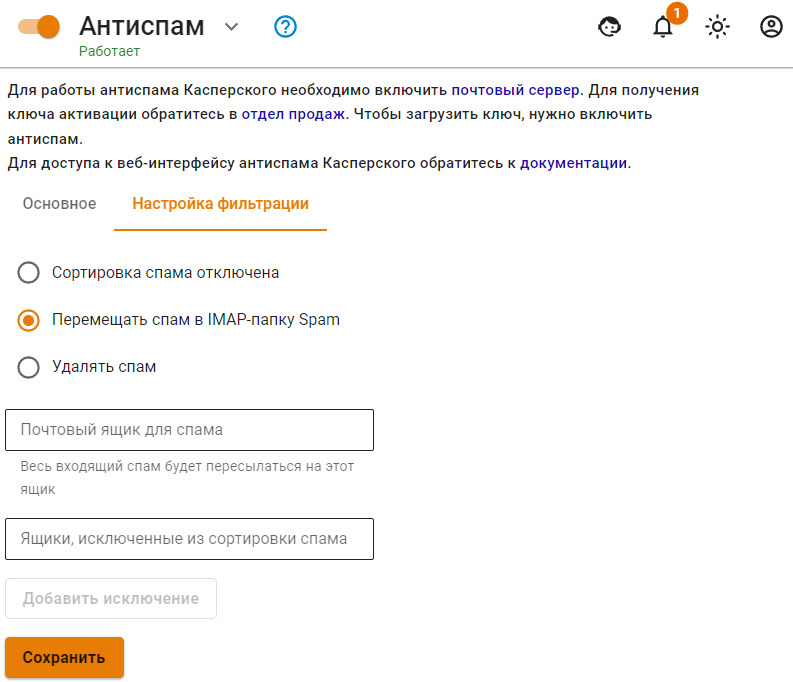 Антиспам
1
Работает
Для работы антиспама Касперского необходимо включить почтовый сервер. Для получения
ключа активации обратитесь в отдел продаж. Чтобы загрузить ключ, нужно включить
антиспам.
Для доступа к веб-интерфейсу антиспама Касперского обратитесь к документации.
Основное
Настройка фильтрации
Сортировка спама отключена
Перемещать спам в IMAP-папку Spam
Удалять спам
Почтовый ящик для спама
Весь входящий спам будет пересылаться на этот
ящик
Ящики, исключенные из сортировки спама
Добавить исключение
Сохранить